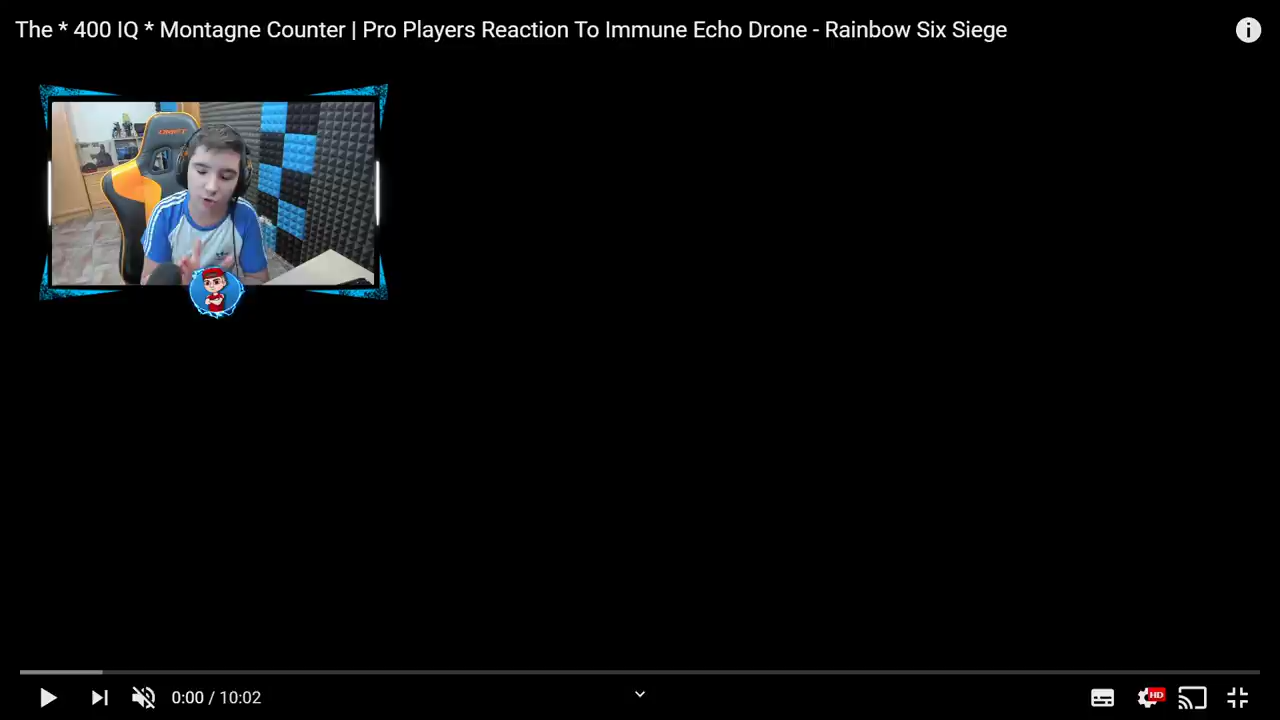 The * 400 IQ * Montagne Counter | Pro Players Reaction To Immune Echo Drone - Rainbow Six Siege
0:00 / 10:02
HD